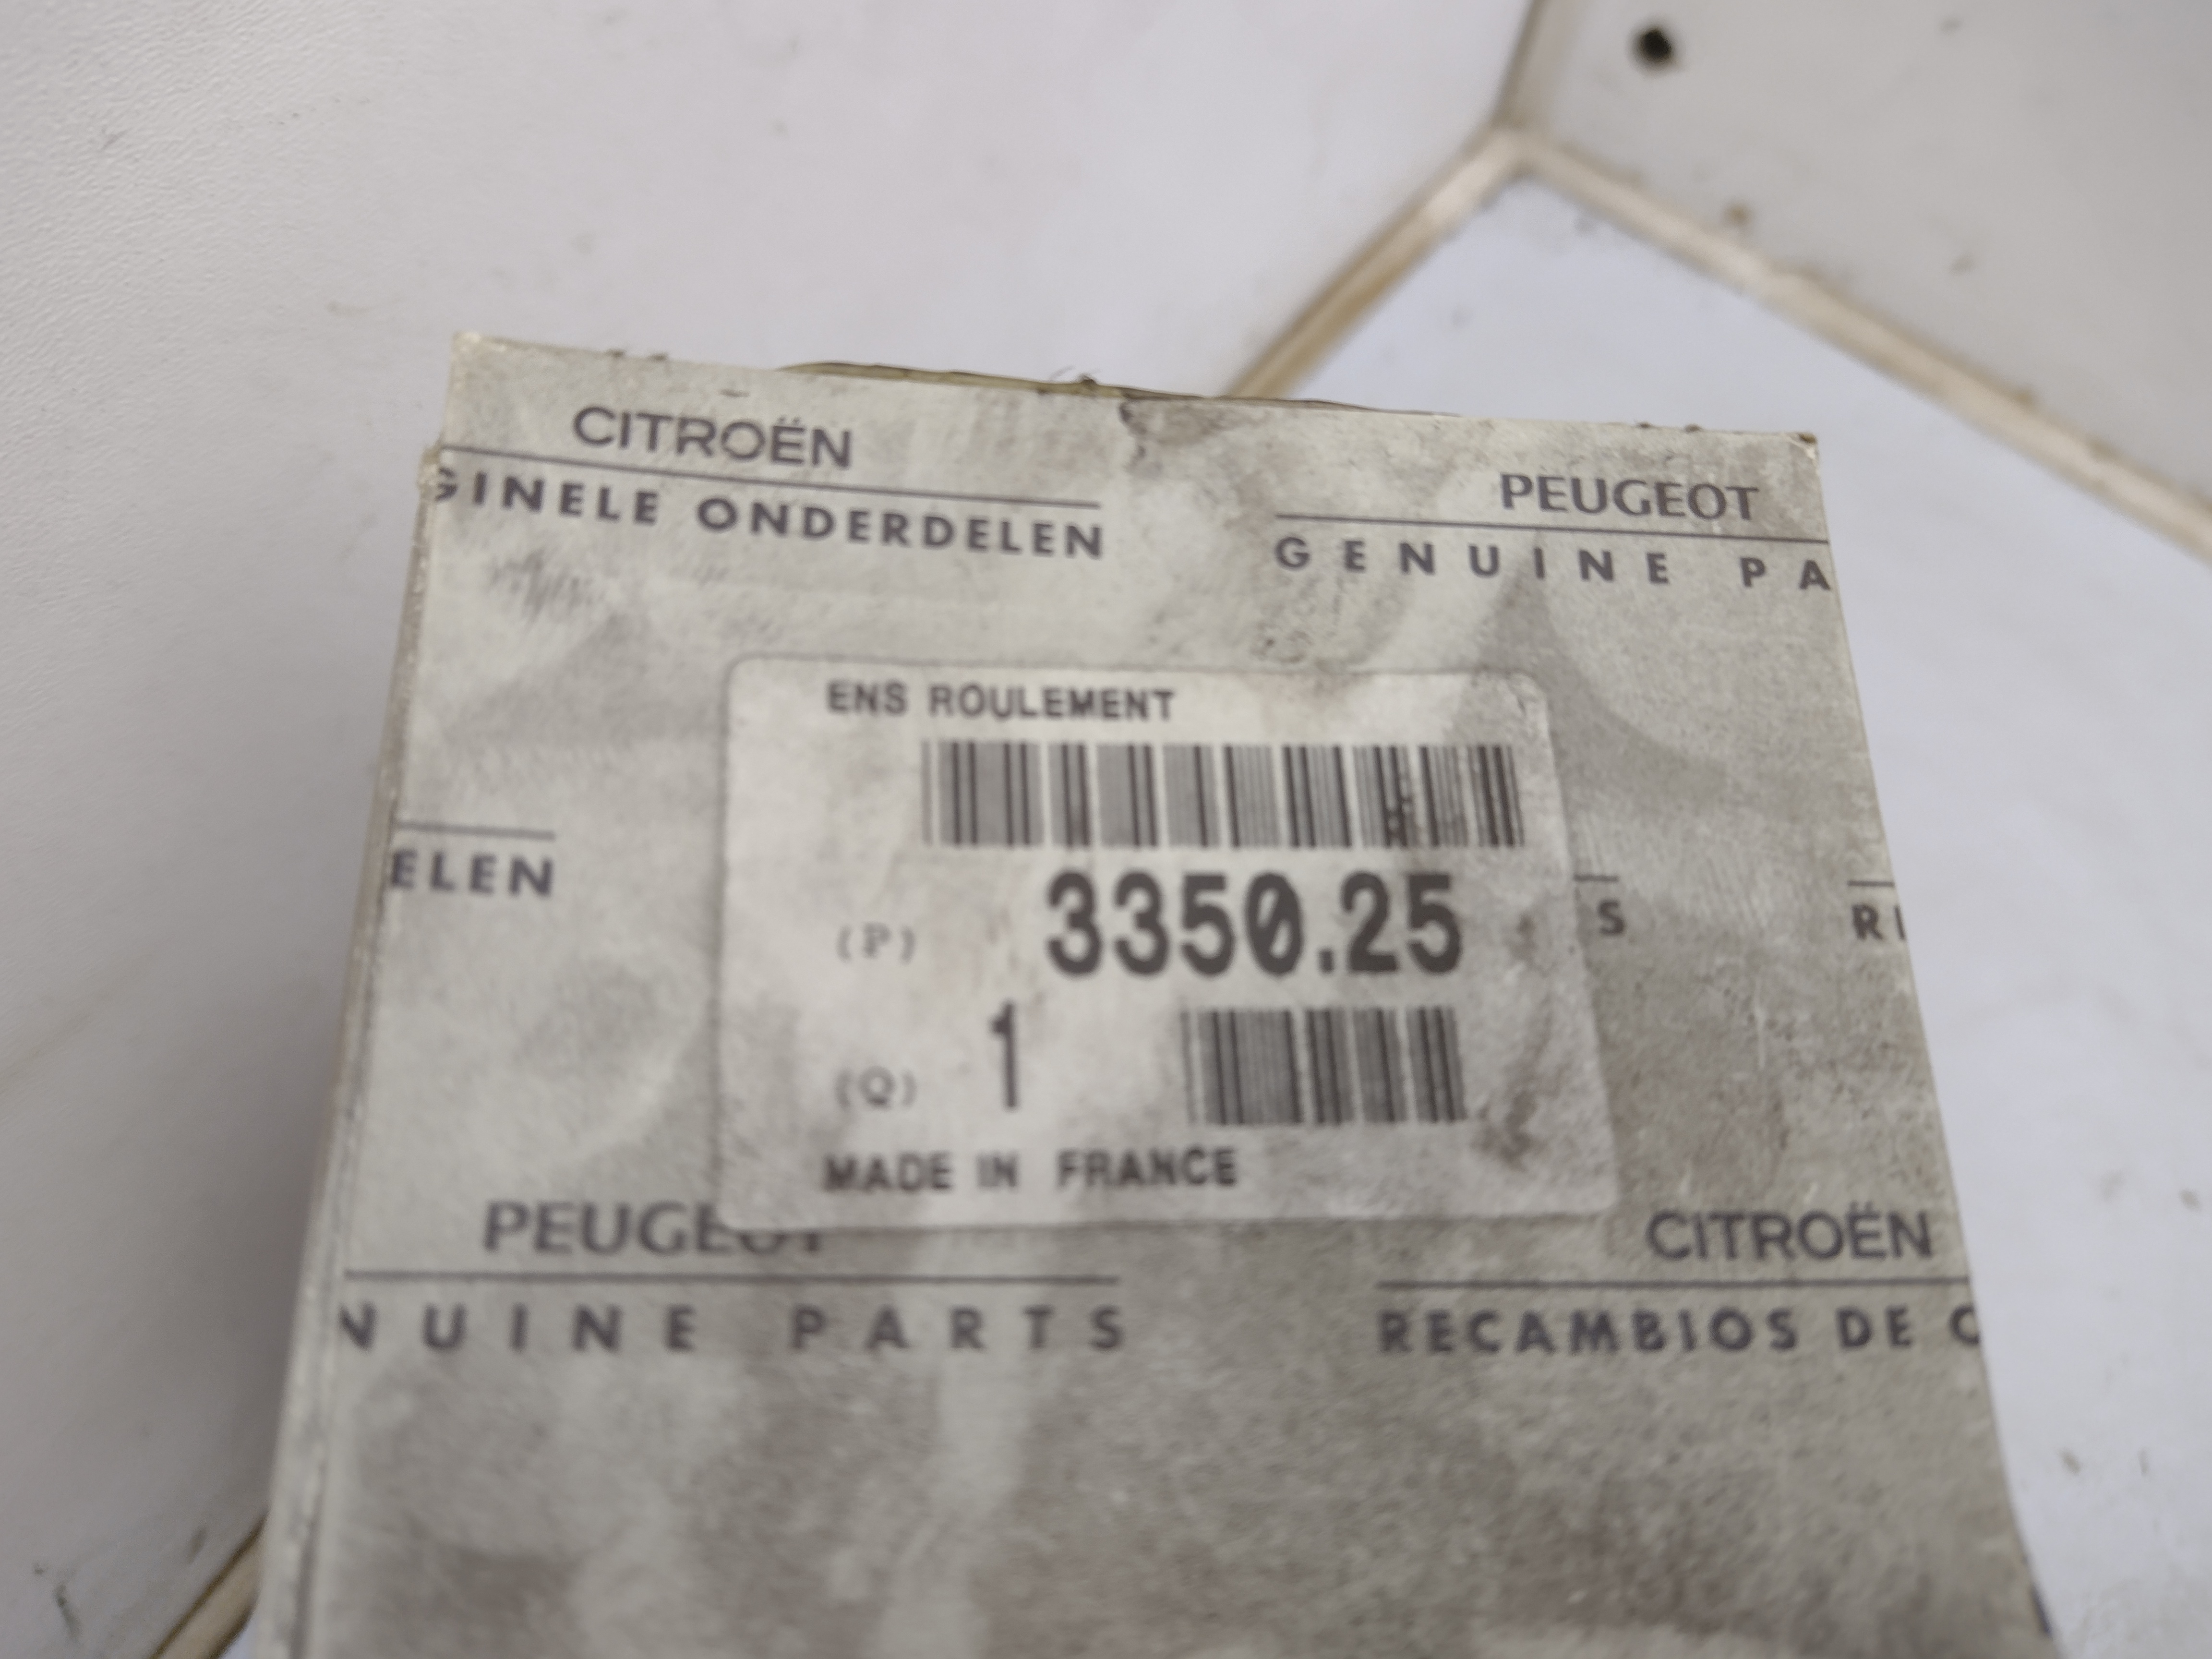 CITROËN
GINELE ONDERDELEN
PEUGEOT
GENUINE PA
ENS ROULEMENT
ELEN
(P) 3350.25
S
RI
(Q) 1
MADE IN FRANCE
PEUGEOT
NUINE PARTS
CITROËN
RECAMBIOS DE